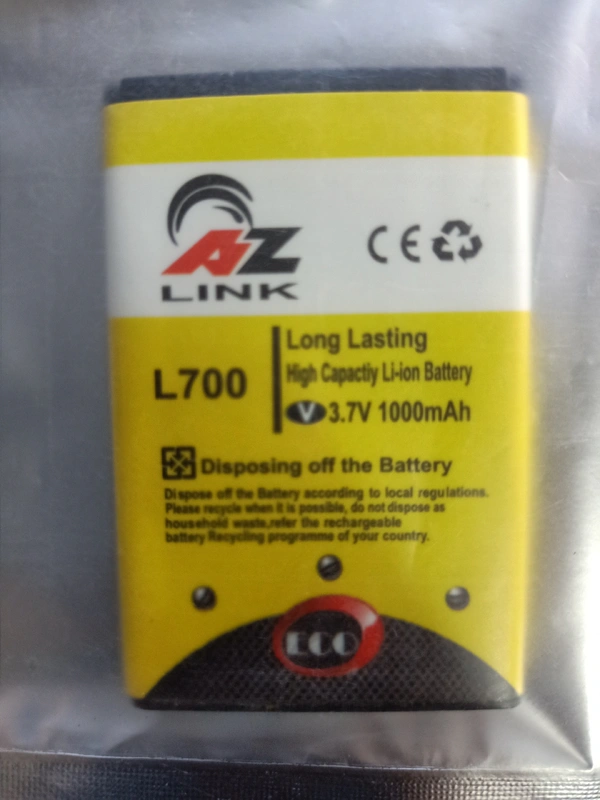 AZ
LINK
CE
L700
Long Lasting
High Capactiy Li-ion Battery
V 3.7V 1000mAh
Disposing off the Battery
Dispose off the Battery according to local regulations.
Please recycle when it is possible, do not dispose as
household waste,refer the rechargeable
battery Recycling programme of your country.
ECO